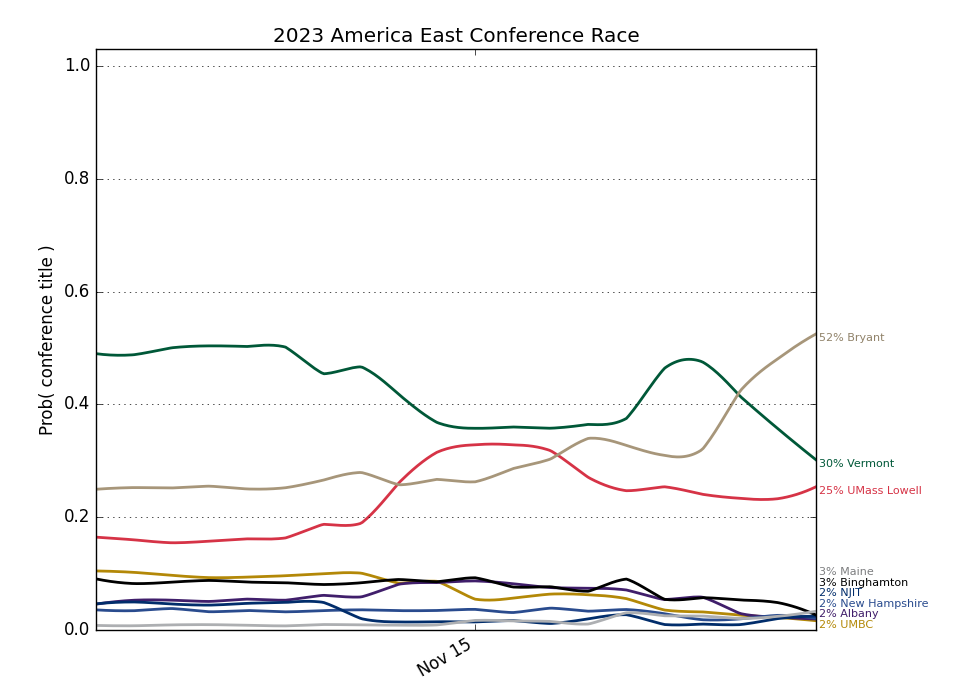 2023 America East Conference Race
1.0
0.8
0.6
0.4
0.2
0.0
Prob( conference title )
Nov 15
52% Bryant
30% Vermont
25% UMass Lowell
3% Maine
3% Binghamton
2% NJIT
2% New Hampshire
2% Albany
2% UMBC